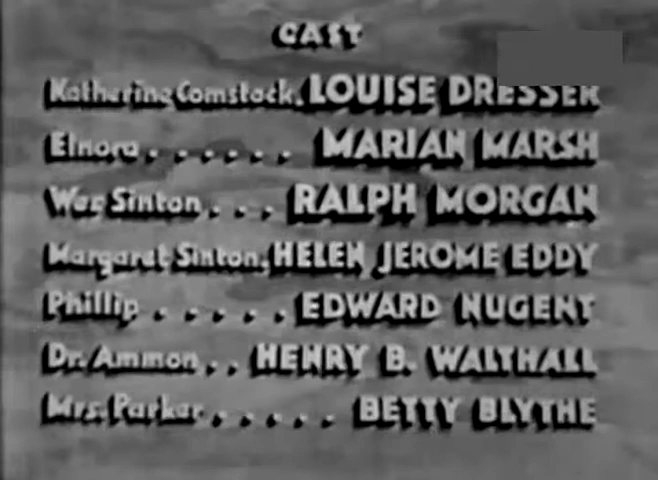 CAST
Katherine Comstock. LOUISE DRESSER
Elnora . . . . . . MARIAN MARSH
Wes Sinton . . . RALPH MORGAN
Margaret Sinton. HELEN JEROME EDDY
Phillip . . . . . EDWARD NUGENT
Dr. Ammon . . HENRY B. WALTHALL
Mrs. Parker . . . . . BETTY BLYTHE